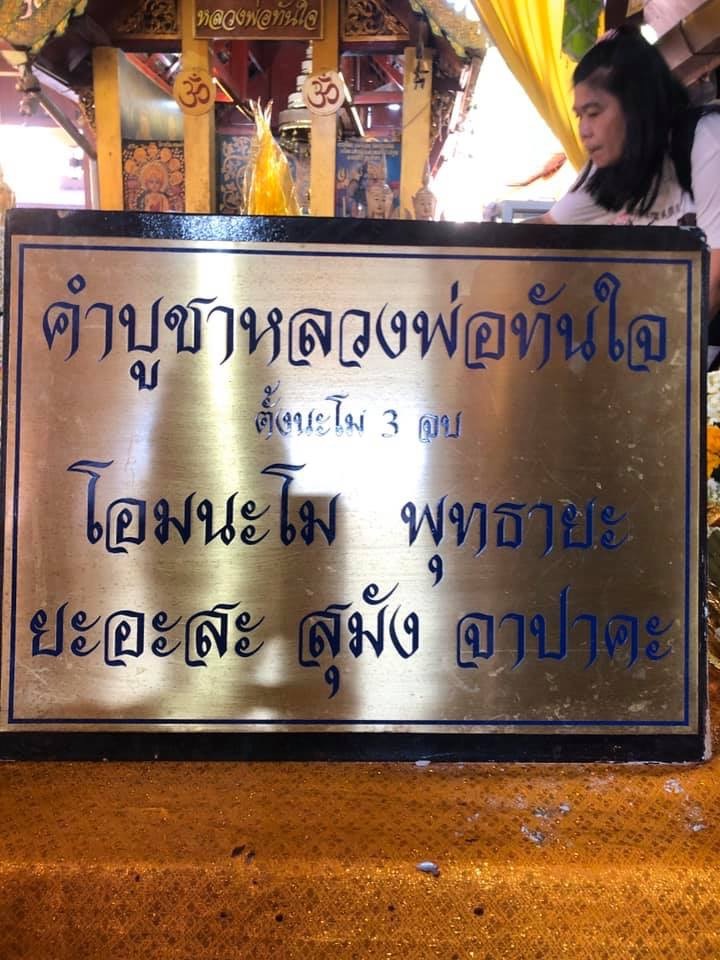 หลวงพ่อทันใจ
ॐ ॐ
คำบูชาหลวงพ่อทันใจ
ตั้งนะโม 3 จบ
โอมนะโม พุทธายะ
ยะอะสะ สุมัง จาปาคะ